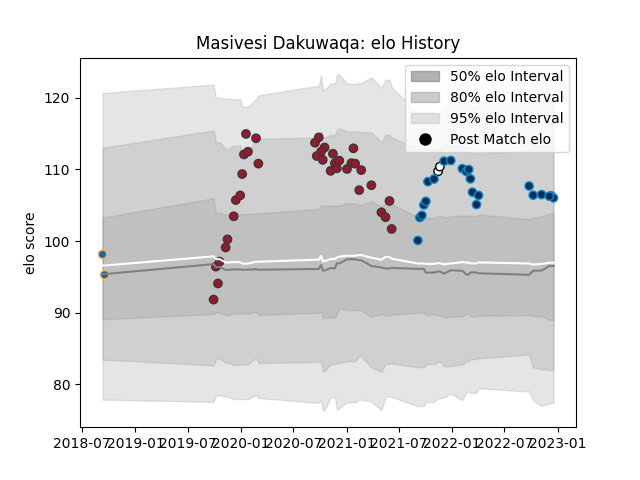 Masivesi Dakuwaqa: elo History
50% elo Interval
80% elo Interval
95% elo Interval
Post Match elo
elo score
120
110
100
90
80
2018-07
2019-01
2019-07
2020-01
2020-07
2021-01
2021-07
2022-01
2022-07
2023-01